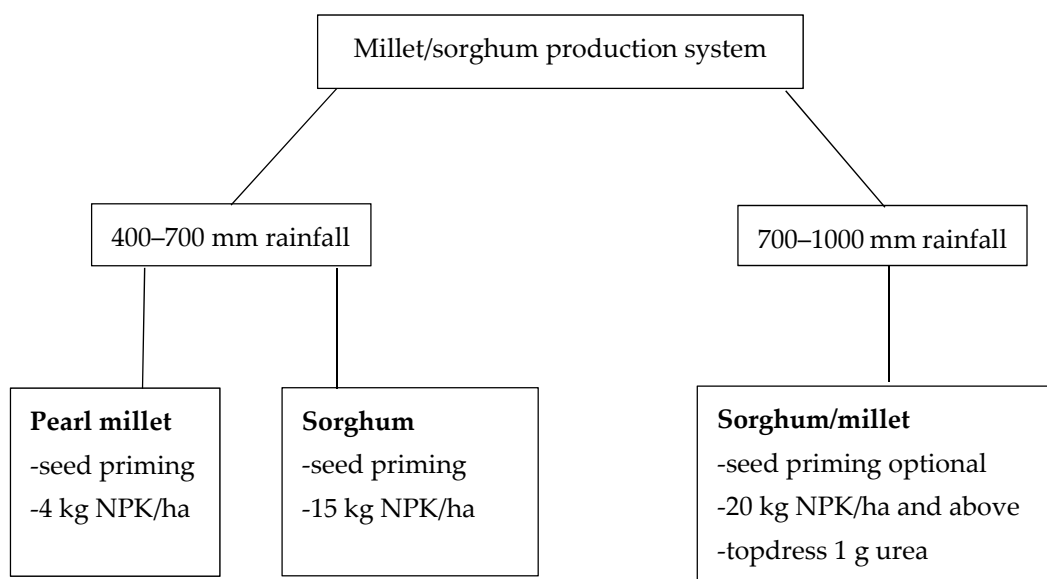 Millet/sorghum production system
400–700 mm rainfall
700–1000 mm rainfall
Pearl millet
-seed priming
-4 kg NPK/ha
Sorghum
-seed priming
-15 kg NPK/ha
Sorghum/millet
-seed priming optional
-20 kg NPK/ha and above
-topdress 1 g urea